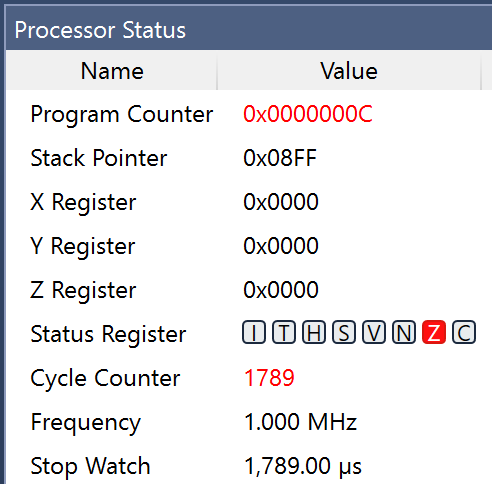 Processor Status
Name Value
Program Counter 0x0000000C
Stack Pointer 0x08FF
X Register 0x0000
Y Register 0x0000
Z Register 0x0000
Status Register I T H S V N Z C
Cycle Counter 1789
Frequency 1.000 MHz
Stop Watch 1,789.00 µs